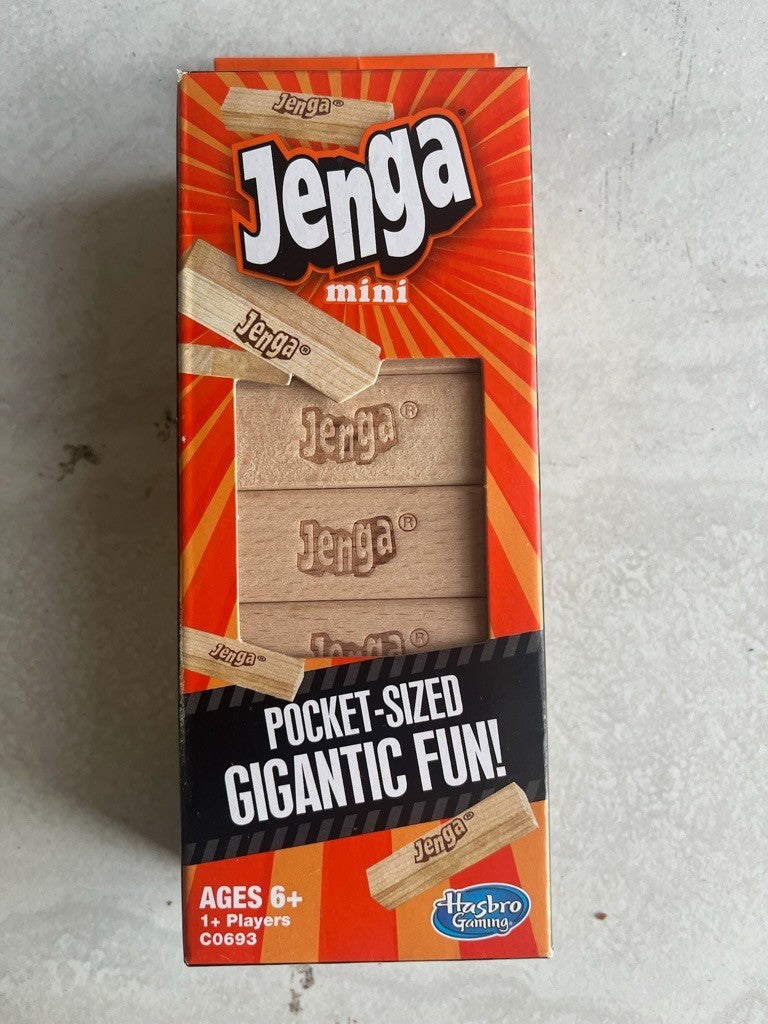 Jenga®
Jenga®
mini
Jenga®
Jenga®
Jenga®
Jenga®
Jenga®
POCKET-SIZED
GIGANTIC FUN!
Jenga®
AGES 6+
1+ Players
C0693
Hasbro
Gaming